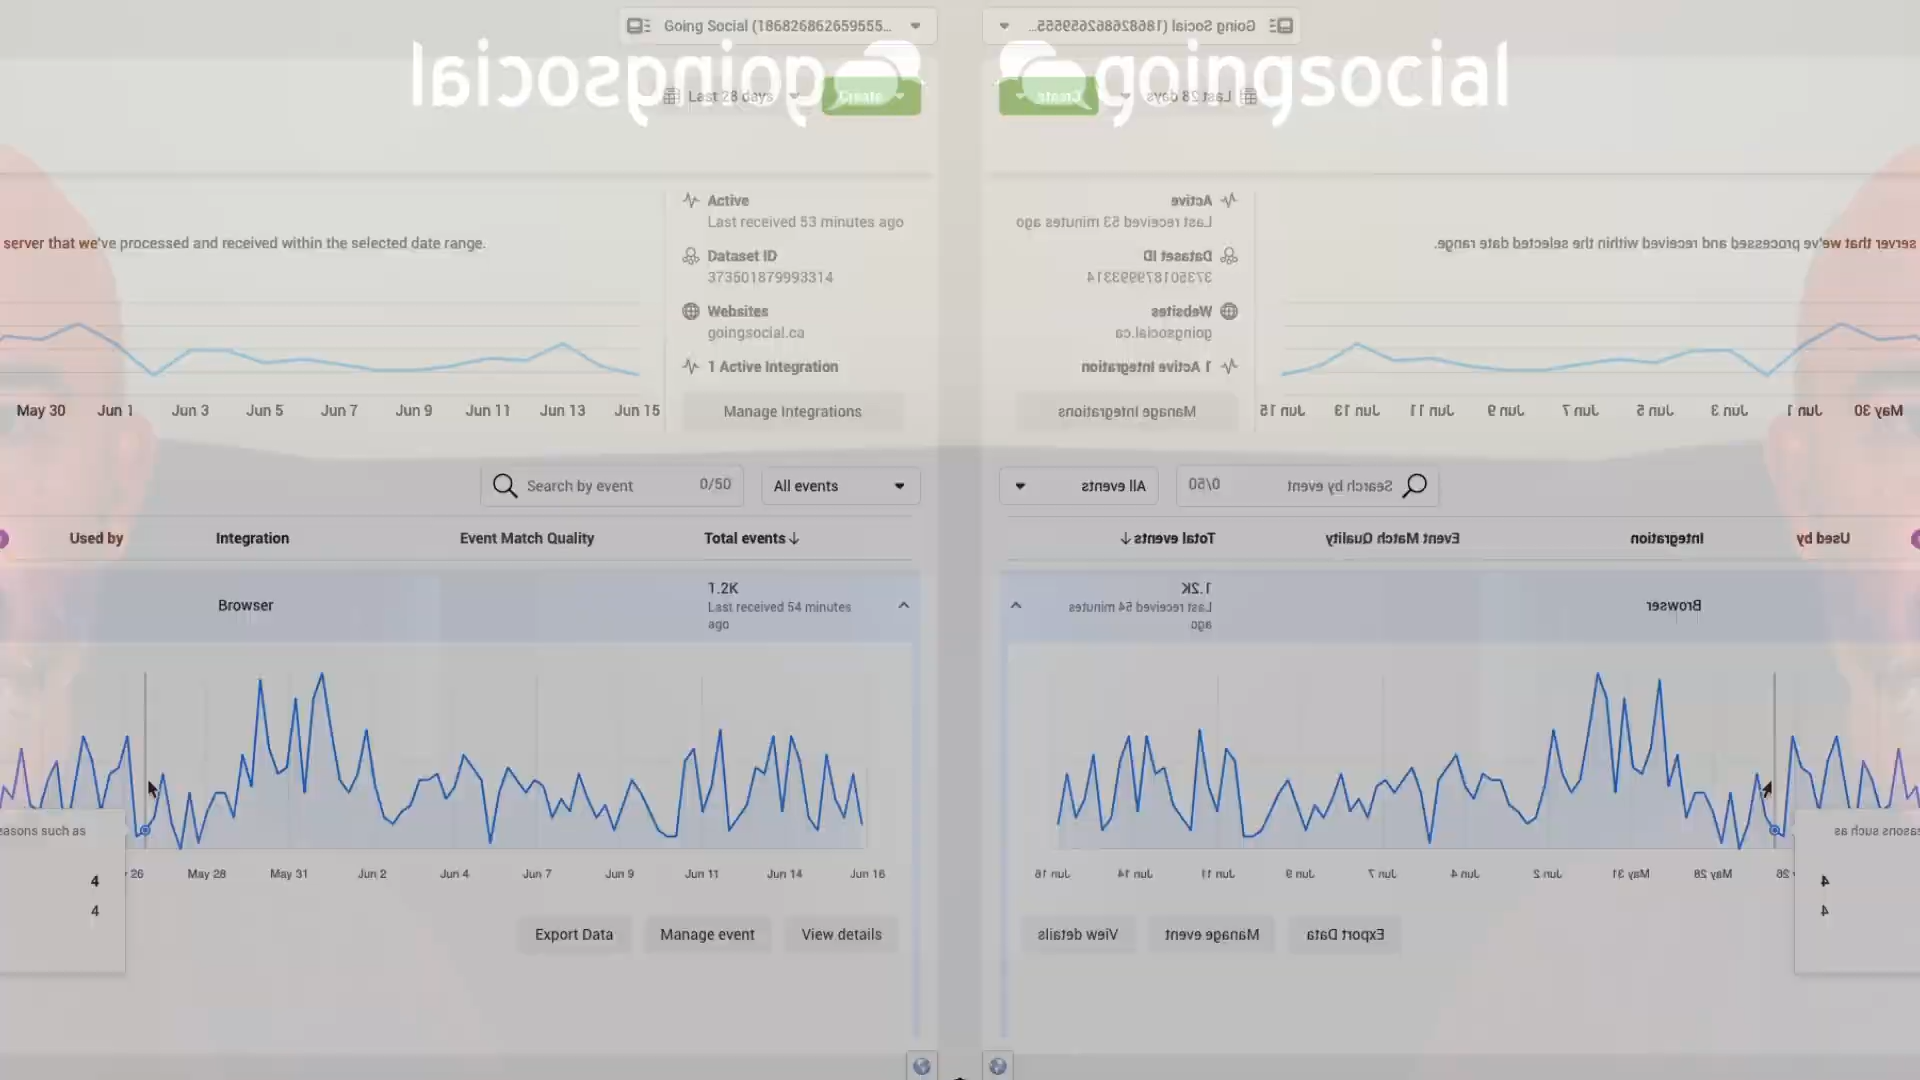 Going Social (186826862659555...
goingsocial
Last 28 days
Create
Active
Last received 53 minutes ago
server that we've processed and received within the selected date range.
Dataset ID
373501879993314
Websites
goingsocial.ca
1 Active Integration
Manage Integrations
May 30 Jun 1 Jun 3 Jun 5 Jun 7 Jun 9 Jun 11 Jun 13 Jun 15
Search by event 0/50 All events
Used by Integration Event Match Quality Total events
Browser
1.2K
Last received 54 minutes
ago
easons such as
4
4
26 May 28 May 31 Jun 2 Jun 4 Jun 7 Jun 9 Jun 11 Jun 14 Jun 16
Export Data Manage event View details